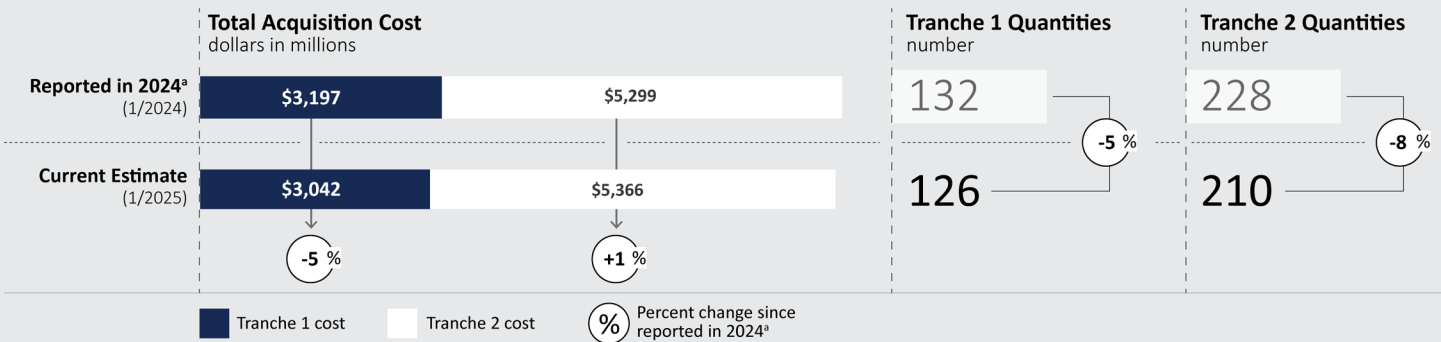 Total Acquisition Cost
dollars in millions
Tranche 1 Quantities
number
Tranche 2 Quantities
number
Reported in 2024ᵃ
(1/2024)
$3,197
$5,299
132
228
-5 %
-8 %
Current Estimate
(1/2025)
$3,042
$5,366
126
210
-5 %
+1 %
Tranche 1 cost
Tranche 2 cost
%
Percent change since
reported in 2024ᵃ